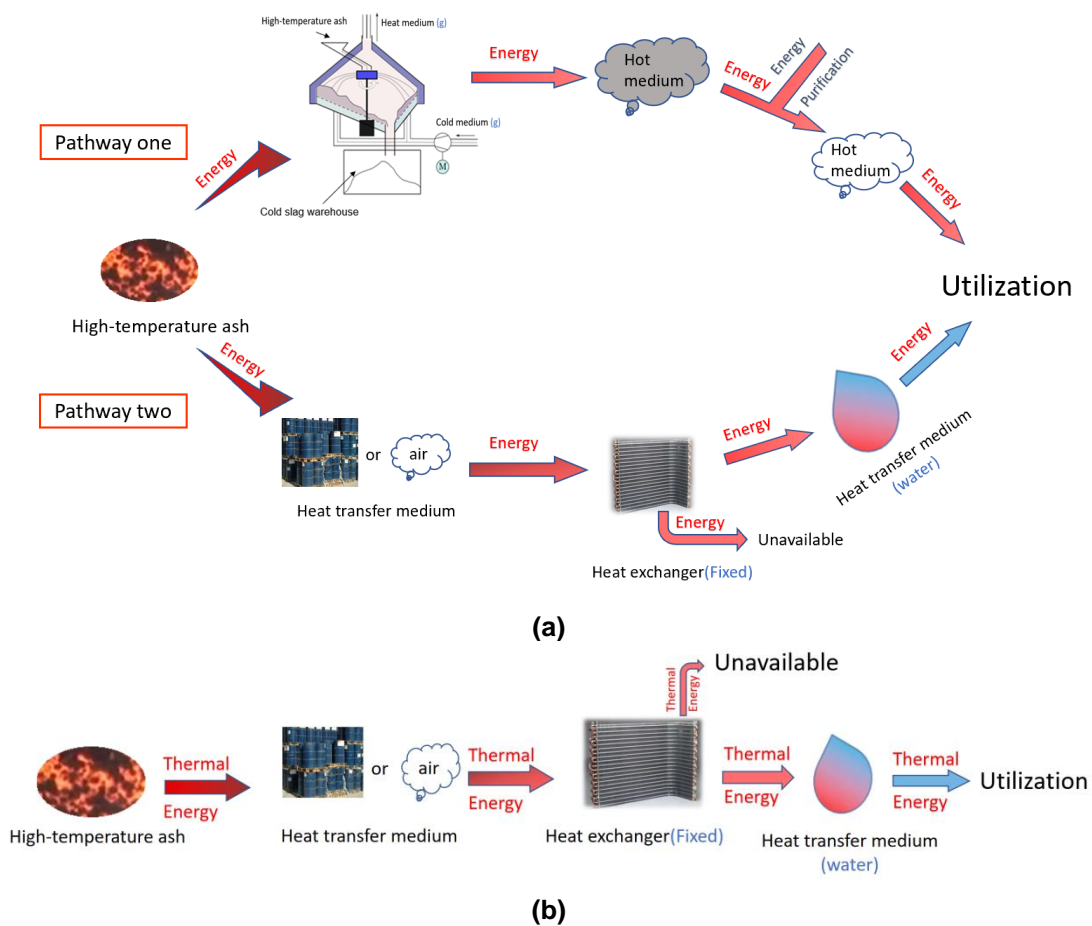 High-temperature ash
Heat medium (g)
Energy
Hot
medium
Energy
Energy
Purification
Pathway one
Cold medium (g)
M
Energy
Hot
medium
Energy
Cold slag warehouse
Utilization
High-temperature ash
Energy
Energy
Pathway two
or
air
Energy
Energy
Heat transfer medium
(water)
Heat transfer medium
Energy
Unavailable
Heat exchanger(Fixed)
(a)
Unavailable
Thermal
Energy
Thermal
Energy
or
air
Thermal
Energy
Thermal
Energy
Thermal
Energy
Utilization
High-temperature ash
Heat transfer medium
Heat exchanger(Fixed)
Heat transfer medium
(water)
(b)